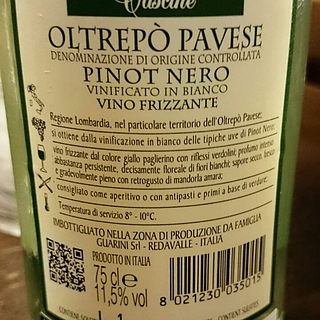 Cascine
OLTREPÒ PAVESE
DENOMINAZIONE DI ORIGINE CONTROLLATA
PINOT NERO
VINIFICATO IN BIANCO
VINO FRIZZANTE
Regione Lombardia, nel particolare territorio dell'Oltrepò Pavese;
si ottiene dalla vinificazione in bianco delle tipiche uve di Pinot Nero;
vino frizzante dal colore giallo paglierino con riflessi verdolini; profumo intenso
abbastanza persistente, decisamente floreale di fiori bianchi; sapore secco, fresco
e gradevolmente pieno con retrogusto di mandorla amara;
consigliato come aperitivo o con antipasti e primi a base di verdure;
Temperatura di servizio 8° - 10°C.
IMBOTTIGLIATO NELLA ZONA DI PRODUZIONE DA FAMIGLIA
GUARINI Srl - REDAVALLE - ITALIA
PRODOTTO IN ITALIA
75 cl e
11,5% vol
8 021230 035015